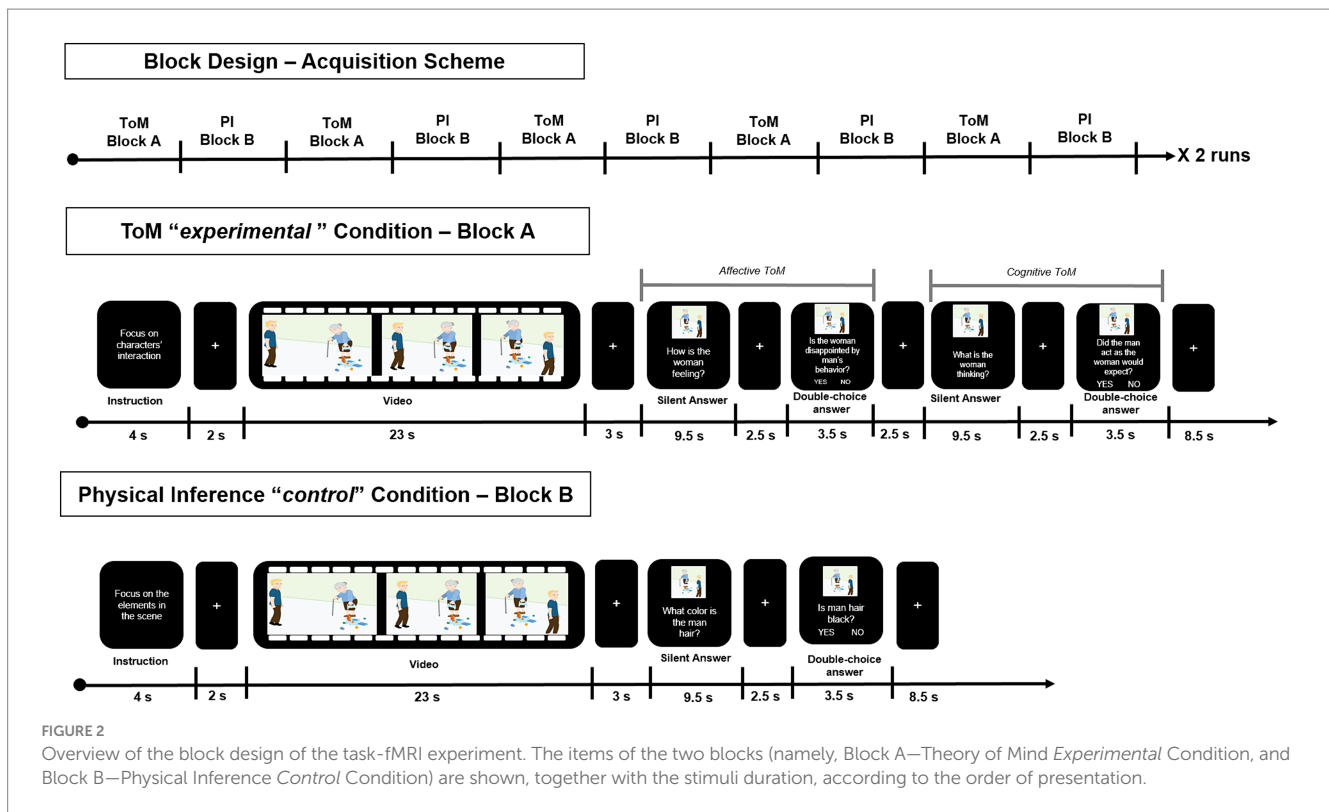 Block Design – Acquisition Scheme
ToM
Block A
PI
Block B
ToM
Block A
PI
Block B
ToM
Block A
PI
Block B
ToM
Block A
PI
Block B
ToM
Block A
PI
Block B
X 2 runs
ToM “experimental ” Condition – Block A
Affective ToM
Cognitive ToM
Focus on
characters'
interaction
+
+
How is the
woman
feeling?
+
Is the woman
disappointed by
man's
behavior?
YES NO
+
What is the
woman
thinking?
+
Did the man
act as the
woman would
expect?
YES NO
+
Instruction
Video
Silent Answer
Double-choice
answer
Silent Answer
Double-choice
answer
4 s
2 s
23 s
3 s
9.5 s
2.5 s
3.5 s
2.5 s
9.5 s
2.5 s
3.5 s
8.5 s
Physical Inference “control” Condition – Block B
Focus on the
elements in
the scene
+
+
What color is
the man
hair?
+
Is man hair
black?
YES NO
+
Instruction
Video
Silent Answer
Double-choice
answer
4 s
2 s
23 s
3 s
9.5 s
2.5 s
3.5 s
8.5 s
FIGURE 2
Overview of the block design of the task-fMRI experiment. The items of the two blocks (namely, Block A—Theory of Mind Experimental Condition, and
Block B—Physical Inference Control Condition) are shown, together with the stimuli duration, according to the order of presentation.